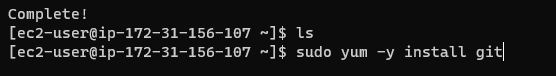 Complete!
[ec2-user@ip-172-31-156-107 ~]$ ls
[ec2-user@ip-172-31-156-107 ~]$ sudo yum -y install git